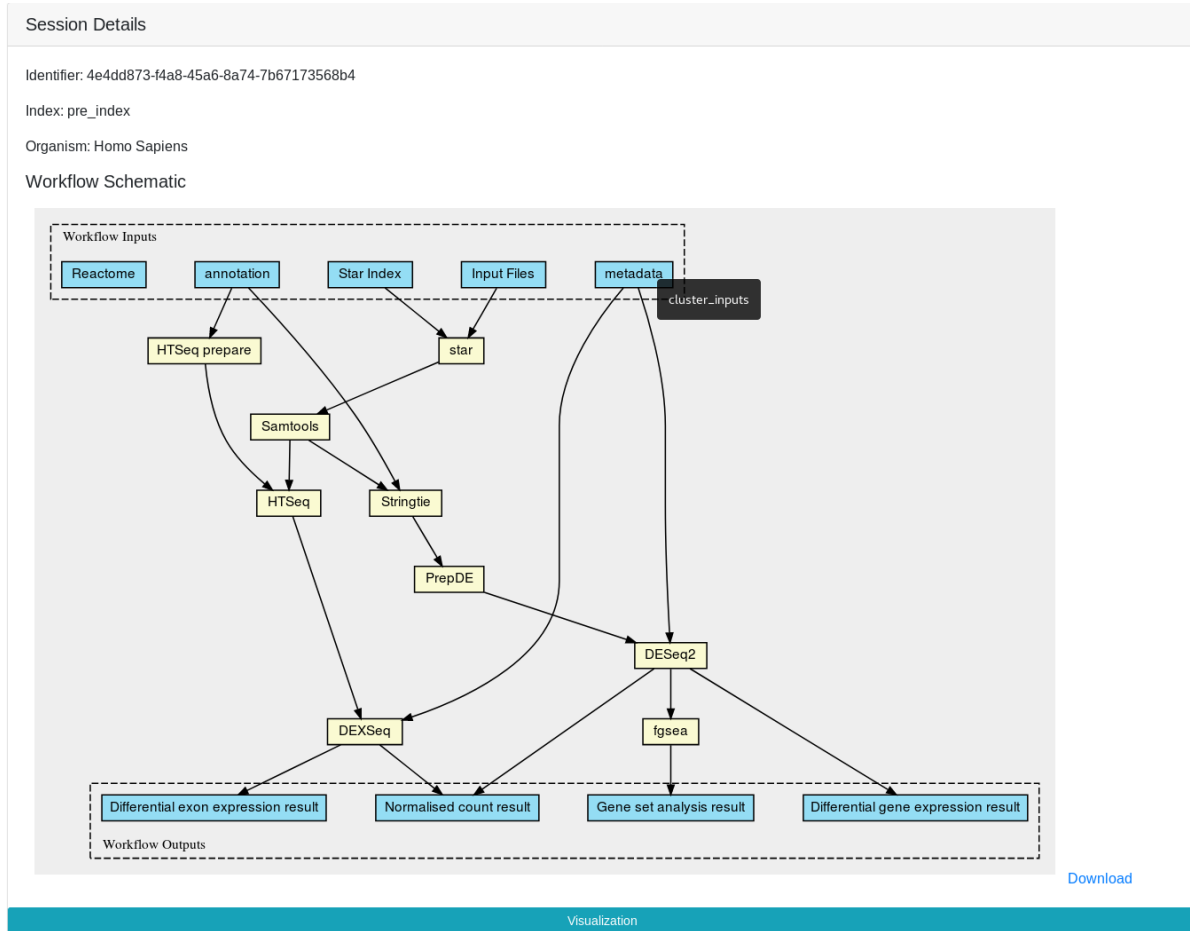 Session Details
Identifier: 4e4dd873-f4a8-45a6-8a74-7b67173568b4
Index: pre_index
Organism: Homo Sapiens
Workflow Schematic
Workflow Inputs
Reactome
annotation
Star Index
Input Files
metadata
cluster_inputs
HTSeq prepare
star
Samtools
HTSeq
Stringtie
PrepDE
DESeq2
DEXSeq
fgsea
Differential exon expression result
Normalised count result
Gene set analysis result
Differential gene expression result
Workflow Outputs
Download
Visualization